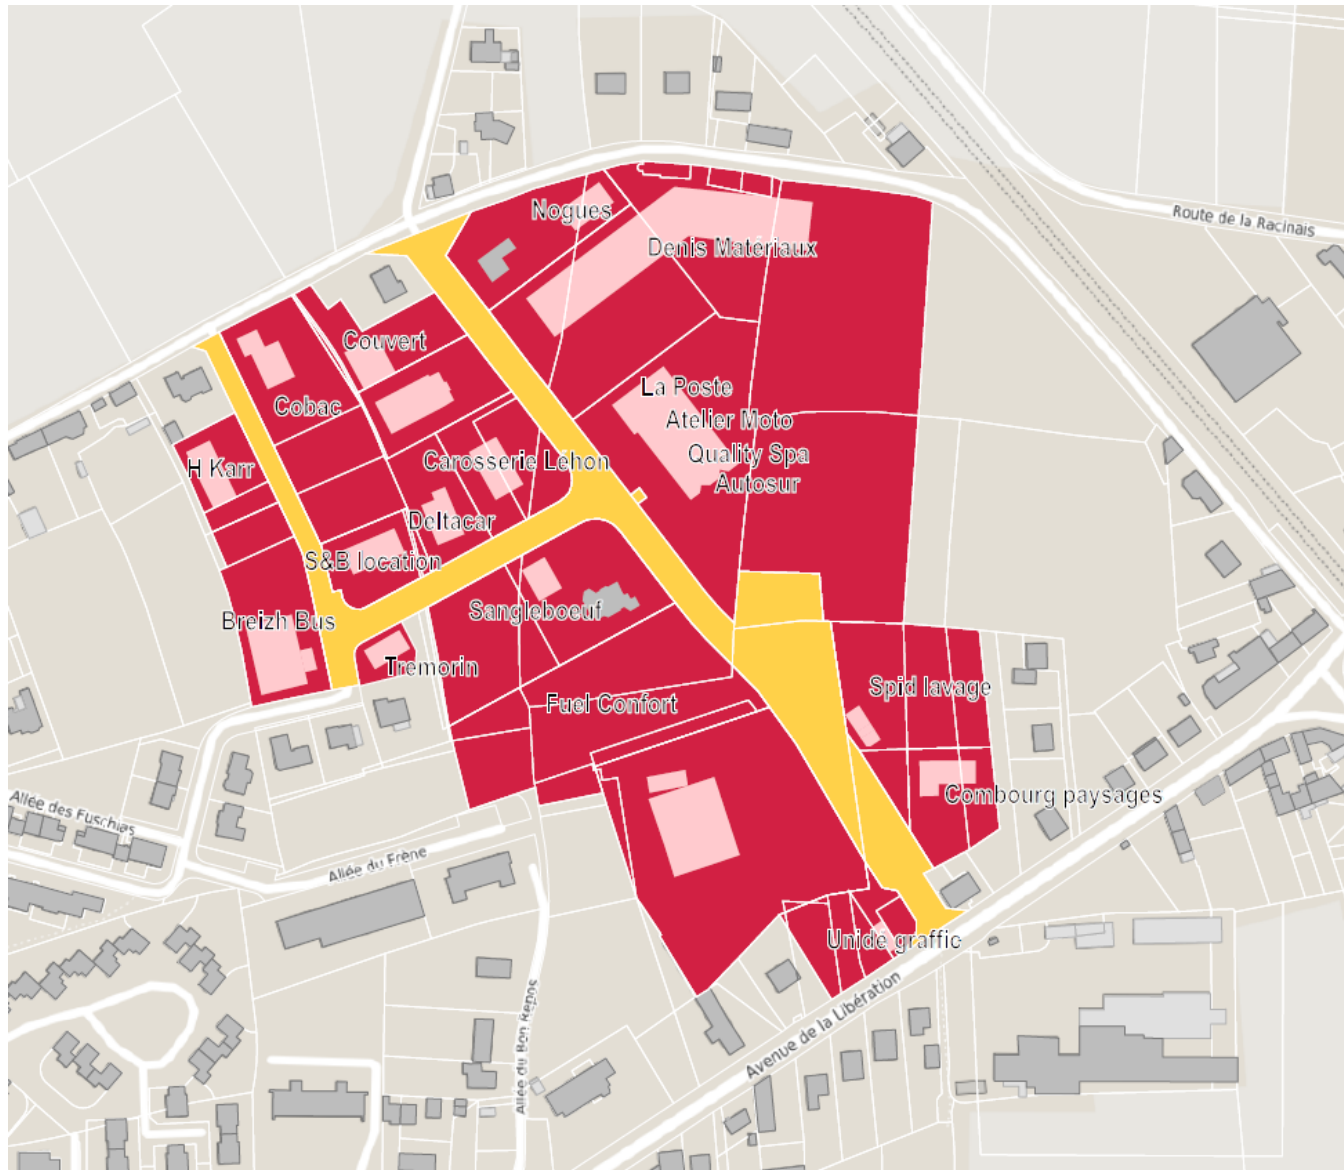 Nogues
Route de la Racinais
Denis Matériaux
Couvert
La Poste
Cobac
Atelier Moto
Quality Spa
Carosserie Léhon
H Karr
Autosur
Deltacar
S&B location
Sangleboeuf
Breizh Bus
Tremorin
Spid lavage
Fuel Confort
Combourg paysages
Allée des Fuschias
Allée du Frêne
Unide graffic
Avenue de la Libération
Allée du Bon Repos